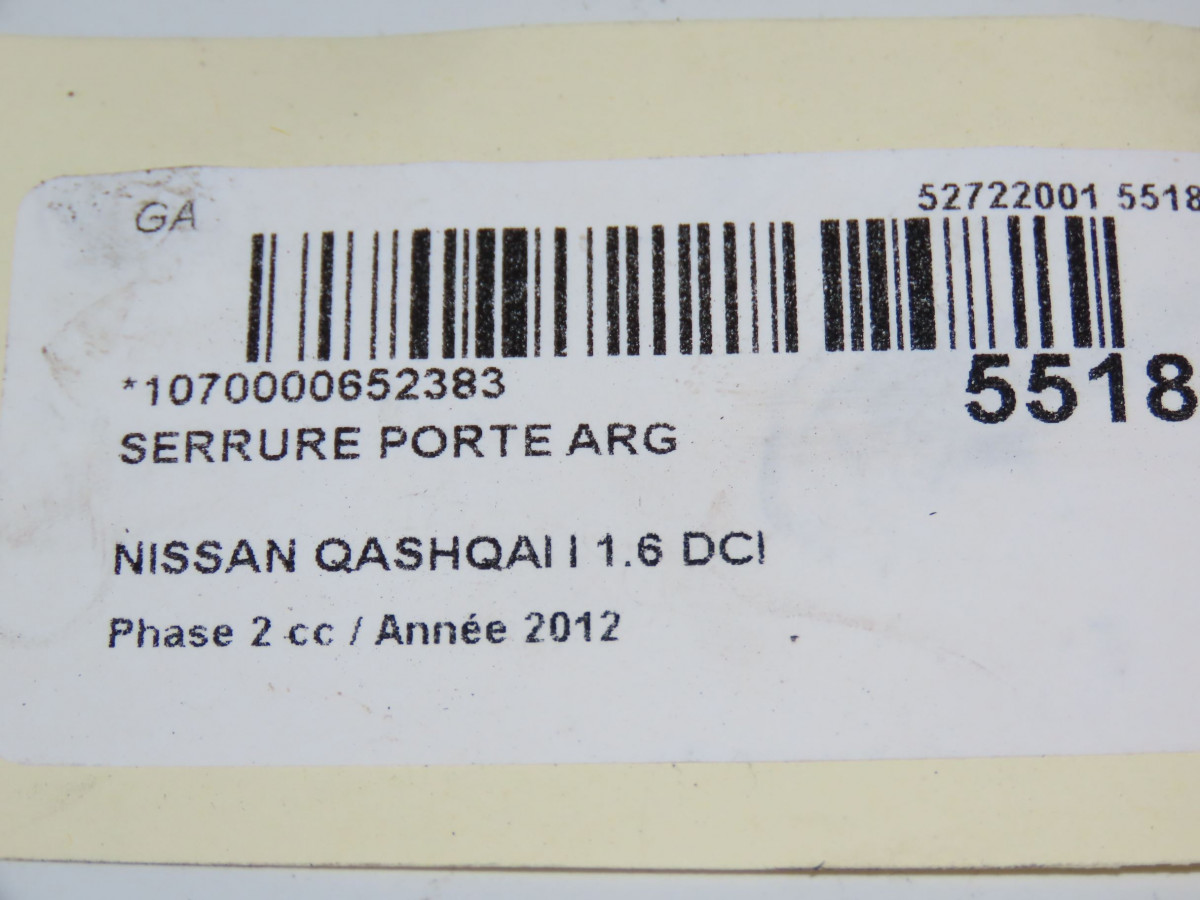 52722001 5518
GA
*1070000652383
5518
SERRURE PORTE ARG
NISSAN QASHQAI I 1.6 DCI
Phase 2 cc / Année 2012